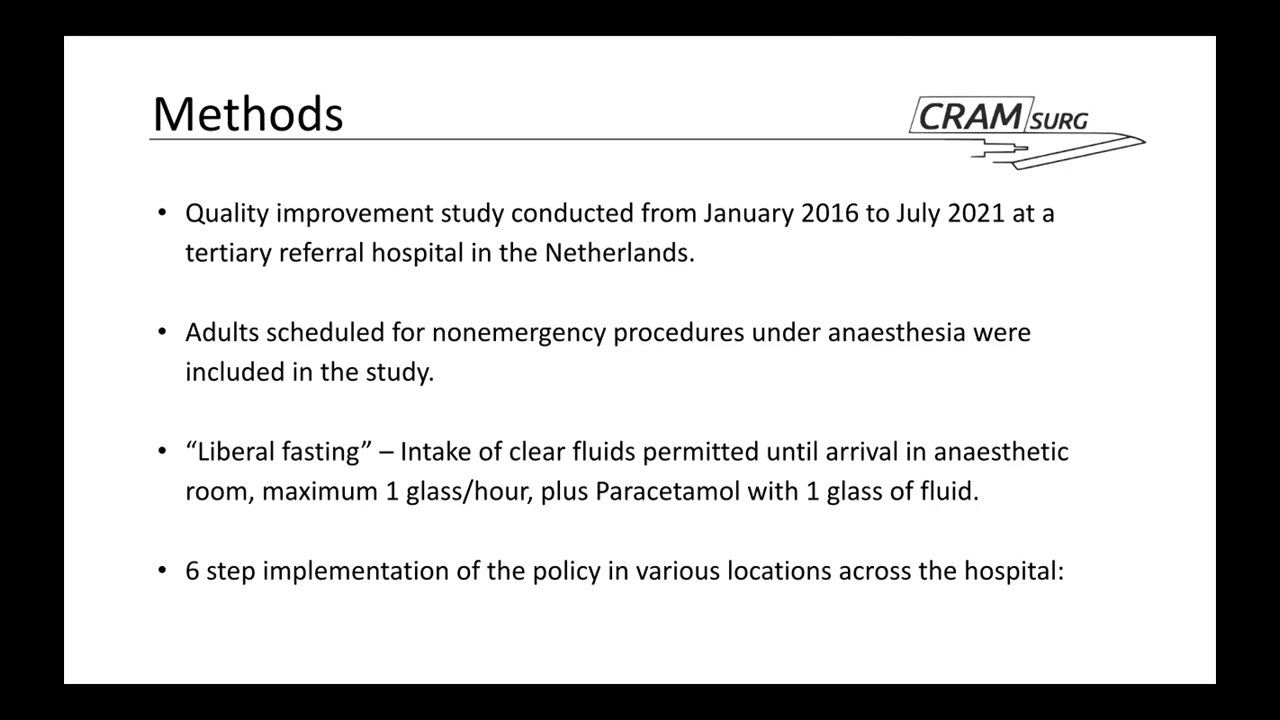 Methods
CRAM SURG
• Quality improvement study conducted from January 2016 to July 2021 at a
tertiary referral hospital in the Netherlands.
• Adults scheduled for nonemergency procedures under anaesthesia were
included in the study.
• “Liberal fasting” – Intake of clear fluids permitted until arrival in anaesthetic
room, maximum 1 glass/hour, plus Paracetamol with 1 glass of fluid.
• 6 step implementation of the policy in various locations across the hospital: